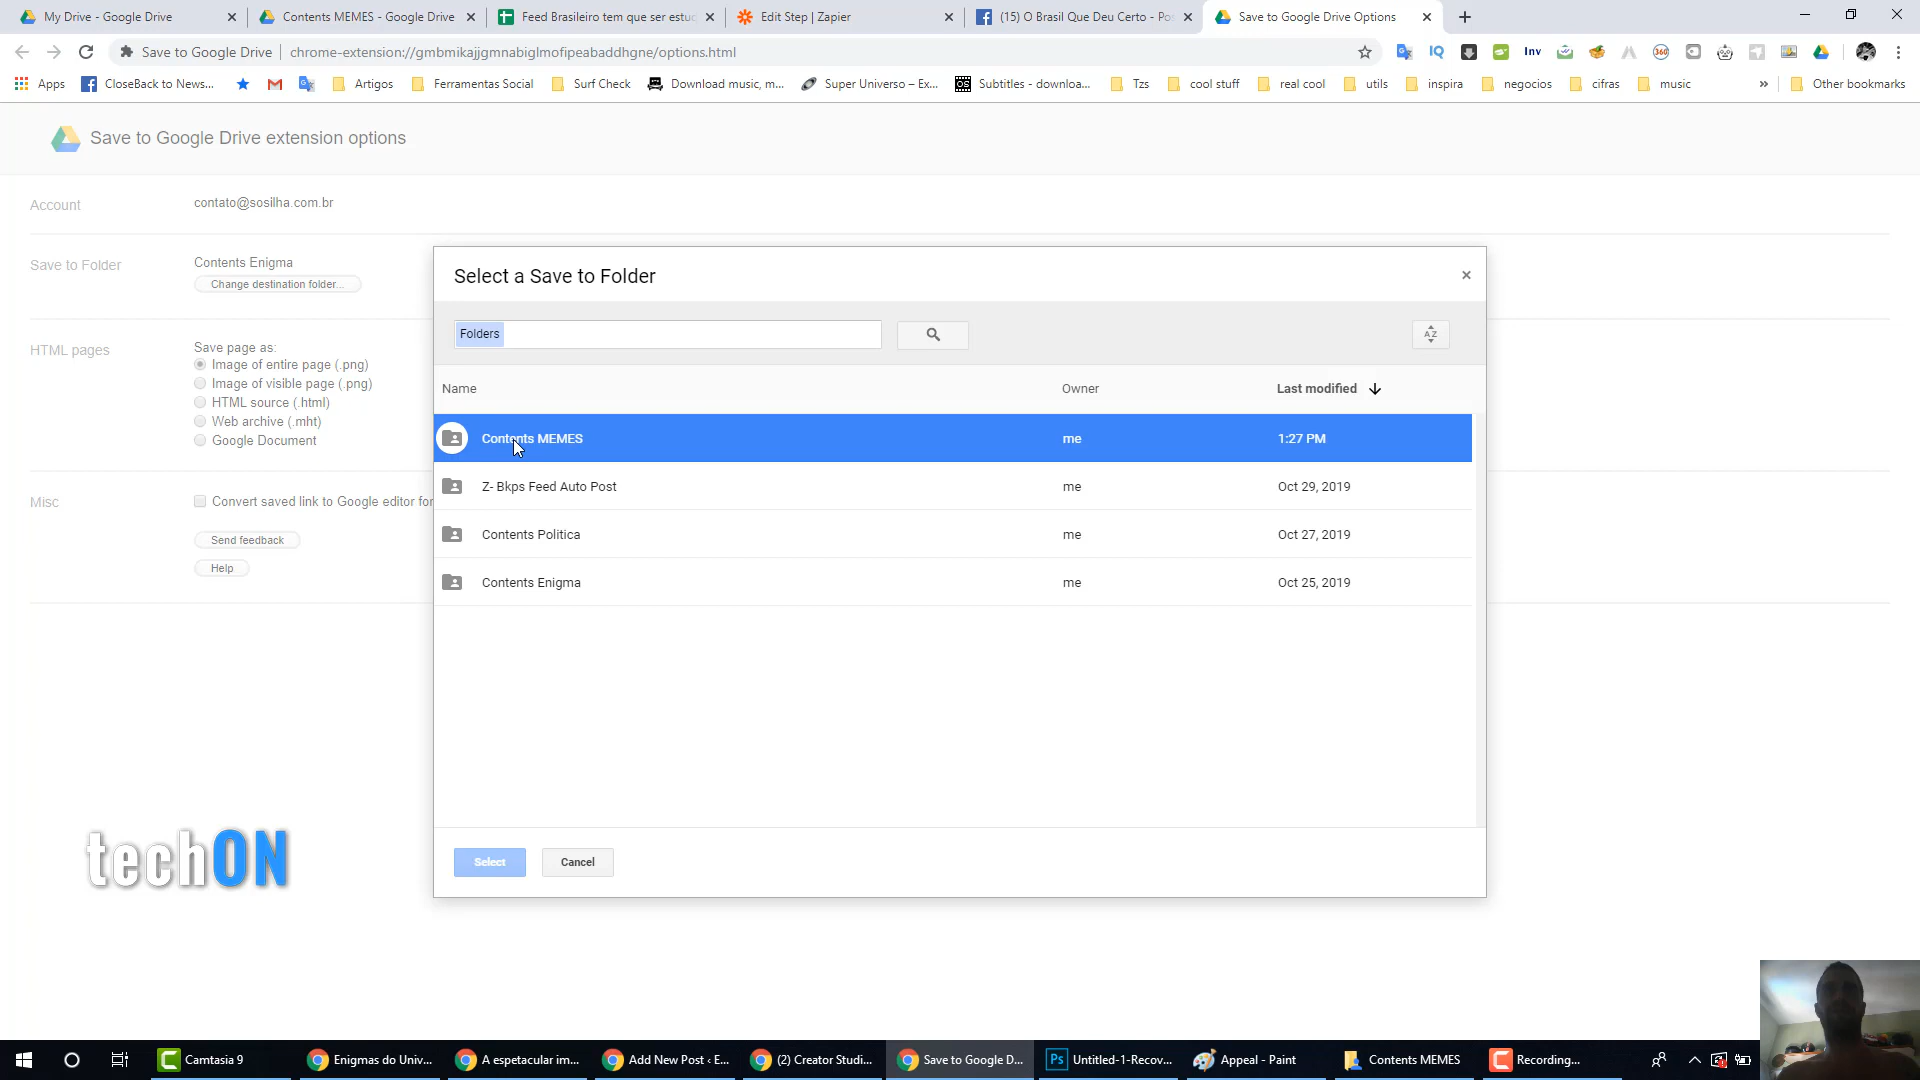 My Drive - Google Drive
Contents MEMES - Google Drive
Feed Brasileiro tem que ser estuc
Edit Step | Zapier
(15) O Brasil Que Deu Certo - Pos
Save to Google Drive Options
Save to Google Drive
chrome-extension://gmbmikajjgmnabiglmofipeabaddhgne/options.html
Apps
CloseBack to News...
Artigos
Ferramentas Social
Surf Check
Download music, m...
Super Universo – Ex...
Subtitles - downloa...
Tzs
cool stuff
real cool
utils
inspira
negocios
cifras
music
»
Other bookmarks
Save to Google Drive extension options
Account
contato@sosilha.com.br
Save to Folder
Contents Enigma
Change destination folder...
HTML pages
Save page as:
Image of entire page (.png)
Image of visible page (.png)
HTML source (.html)
Web archive (.mht)
Google Document
Misc
Convert saved link to Google editor for
Send feedback
Help
Select a Save to Folder
Folders
Name
Owner
Last modified
Contents MEMES
me
1:27 PM
Z- Bkps Feed Auto Post
me
Oct 29, 2019
Contents Politica
me
Oct 27, 2019
Contents Enigma
me
Oct 25, 2019
Select
Cancel
techON
Camtasia 9
Enigmas do Univ...
A espetacular im...
Add New Post ‹ E...
(2) Creator Studi...
Save to Google D...
Untitled-1-Recov...
Appeal - Paint
Contents MEMES
Recording...